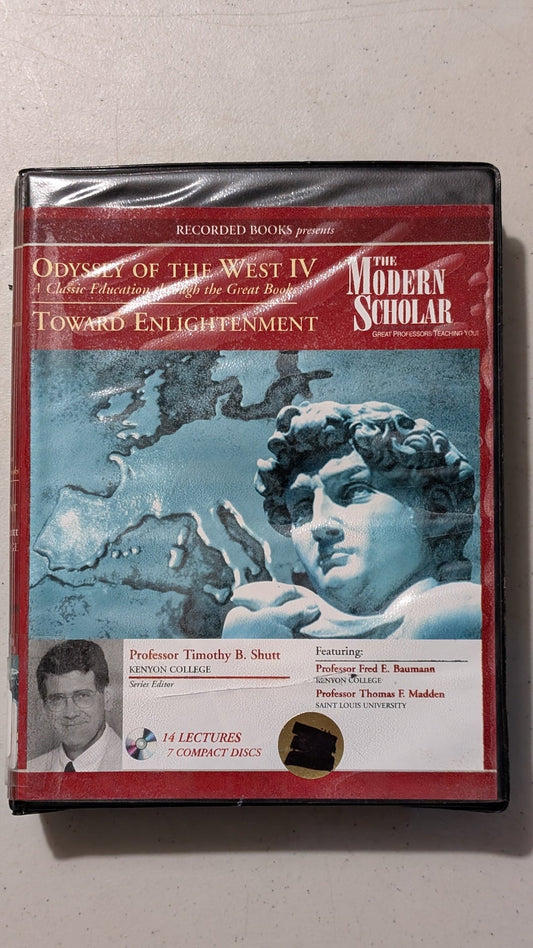 RECORDED BOOKS presents
ODYSSEY OF THE WEST IV
A Classic Education through the Great Books
TOWARD ENLIGHTENMENT
THE
MODERN
SCHOLAR
GREAT PROFESSORS TEACHING YOU!
Professor Timothy B. Shutt
KENYON COLLEGE
Series Editor
14 LECTURES
7 COMPACT DISCS
Featuring:
Professor Fred E. Baumann
KENYON COLLEGE
Professor Thomas F. Madden
SAINT LOUIS UNIVERSITY